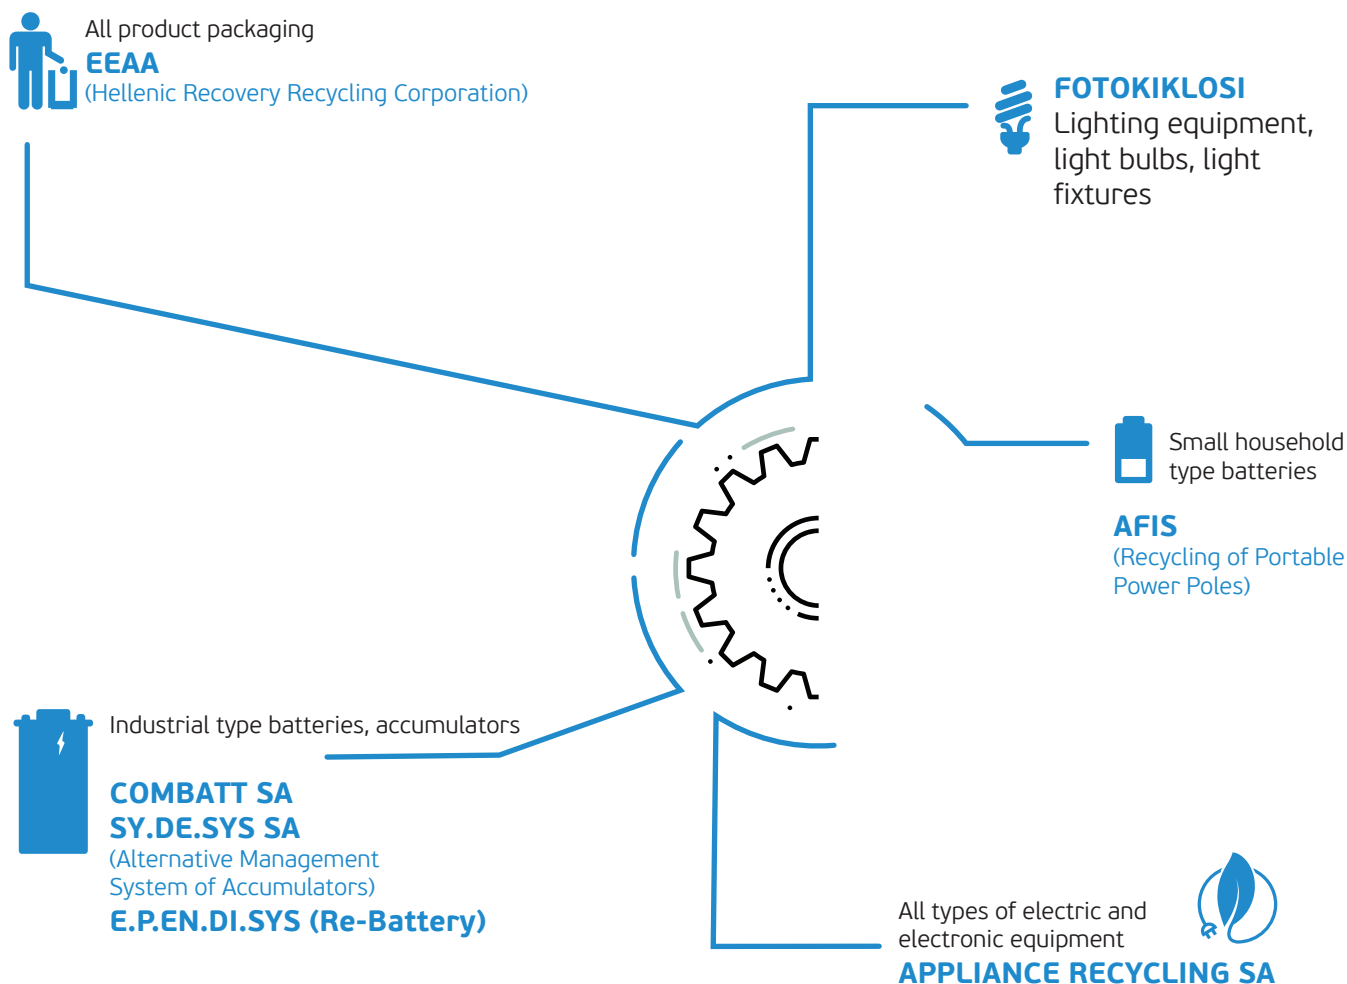 All product packaging
EEAA
(Hellenic Recovery Recycling Corporation)
FOTOKIKLOSI
Lighting equipment,
light bulbs, light
fixtures
Small household
type batteries
AFIS
(Recycling of Portable
Power Poles)
Industrial type batteries, accumulators
COMBATT SA
SY.DE.SYS SA
(Alternative Management
System of Accumulators)
E.P.EN.DI.SYS (Re-Battery)
All types of electric and
electronic equipment
APPLIANCE RECYCLING SA